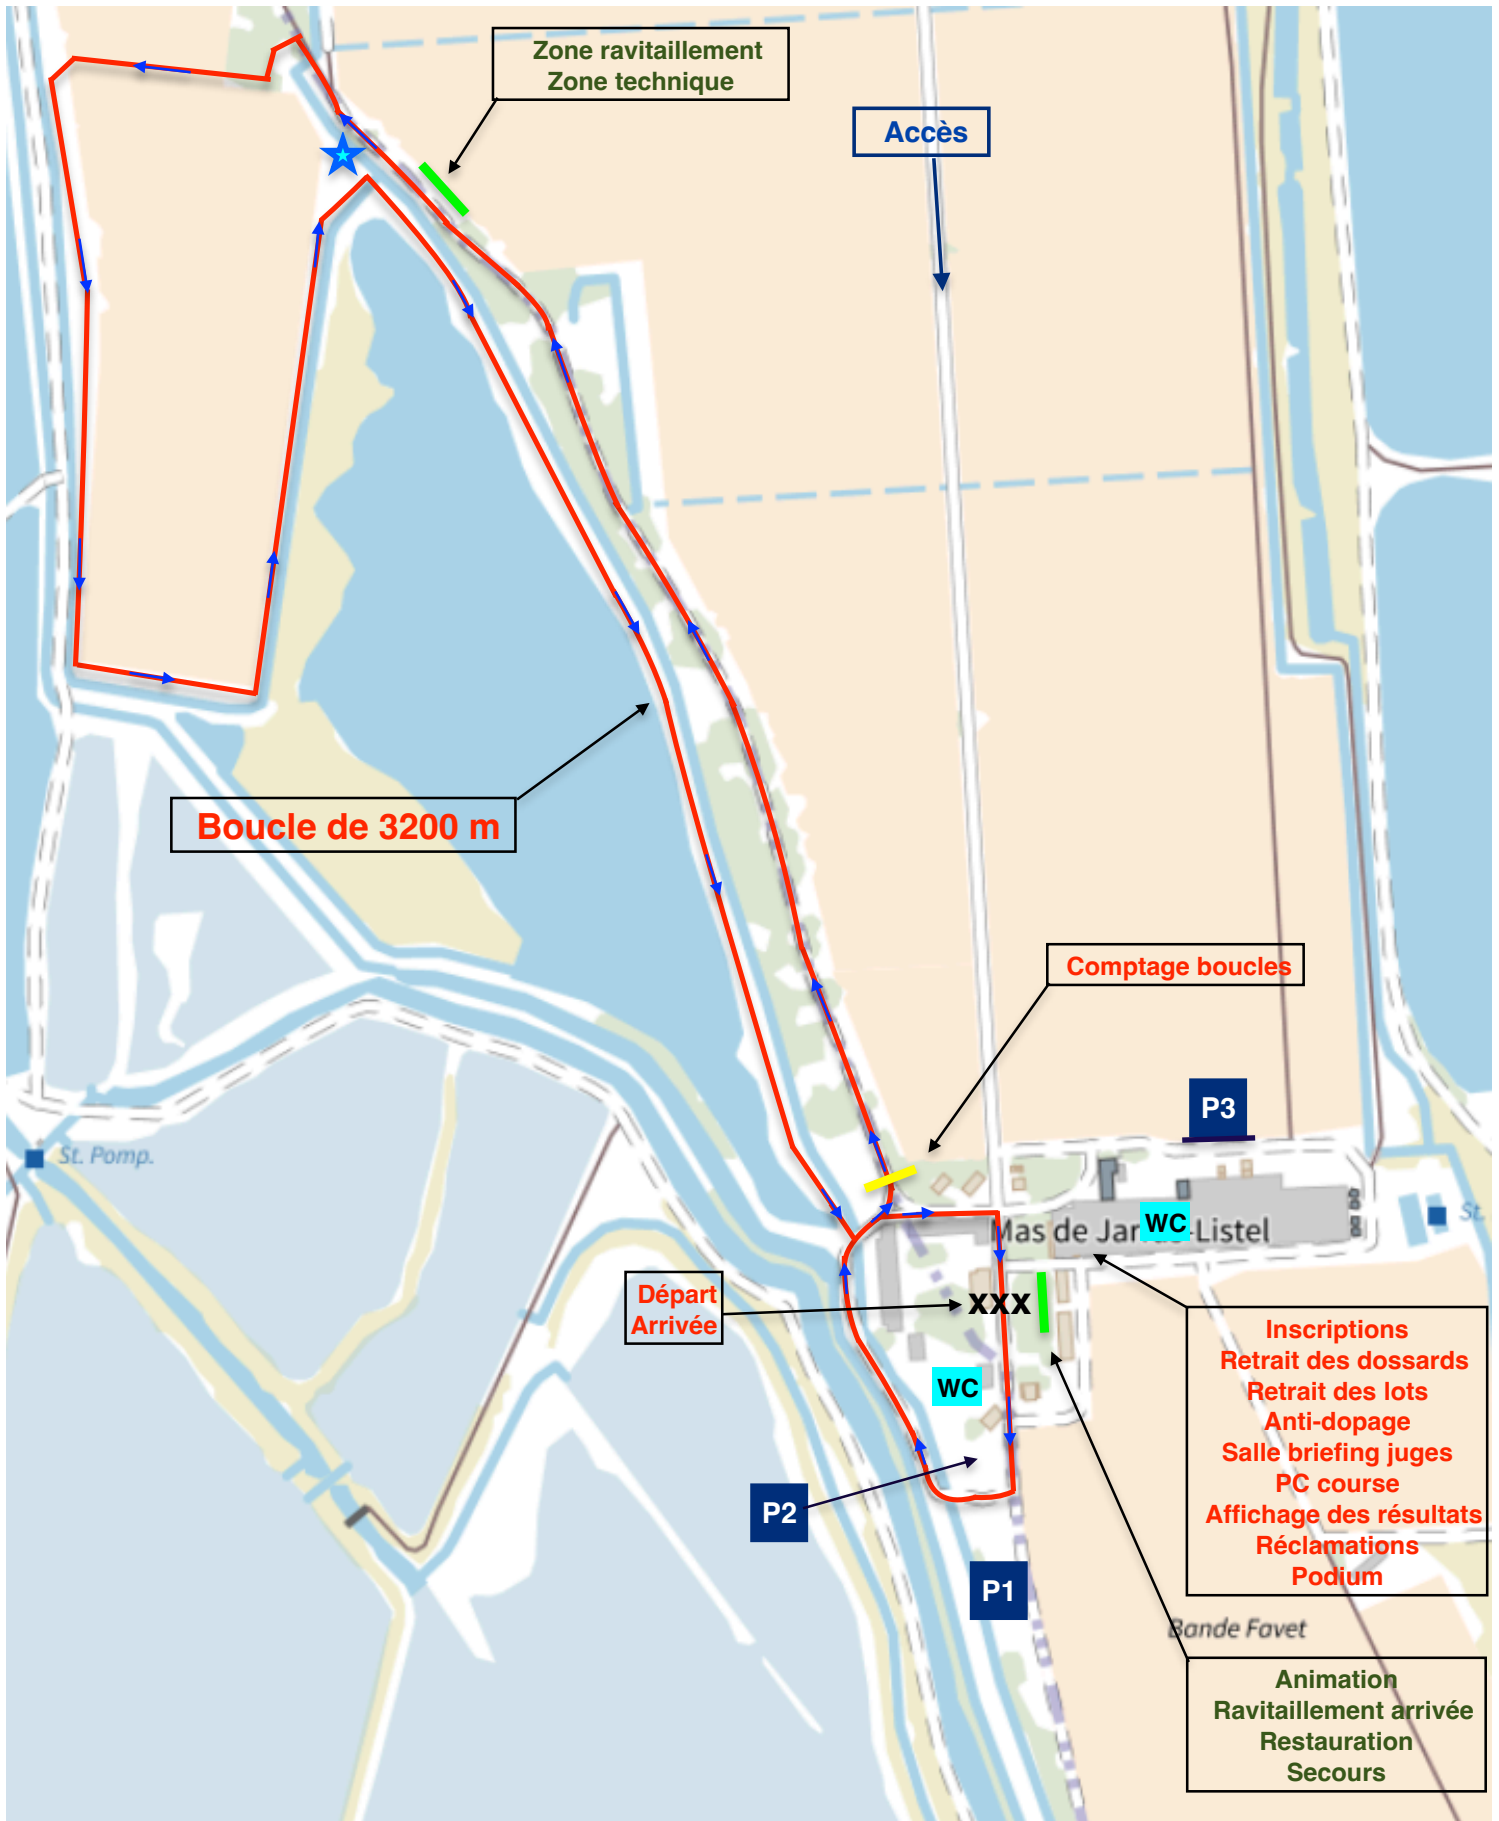 Zone ravitaillement
Zone technique
Accès
Boucle de 3200 m
Comptage boucles
P3
St. Pomp.
WC
Mas de Jar
-Listel
St.
Départ
Arrivée
xxx
WC
Inscriptions
Retrait des dossards
Retrait des lots
Anti-dopage
Salle briefing juges
PC course
Affichage des résultats
Réclamations
Podium
P2
P1
Bande Favet
Animation
Ravitaillement arrivée
Restauration
Secours